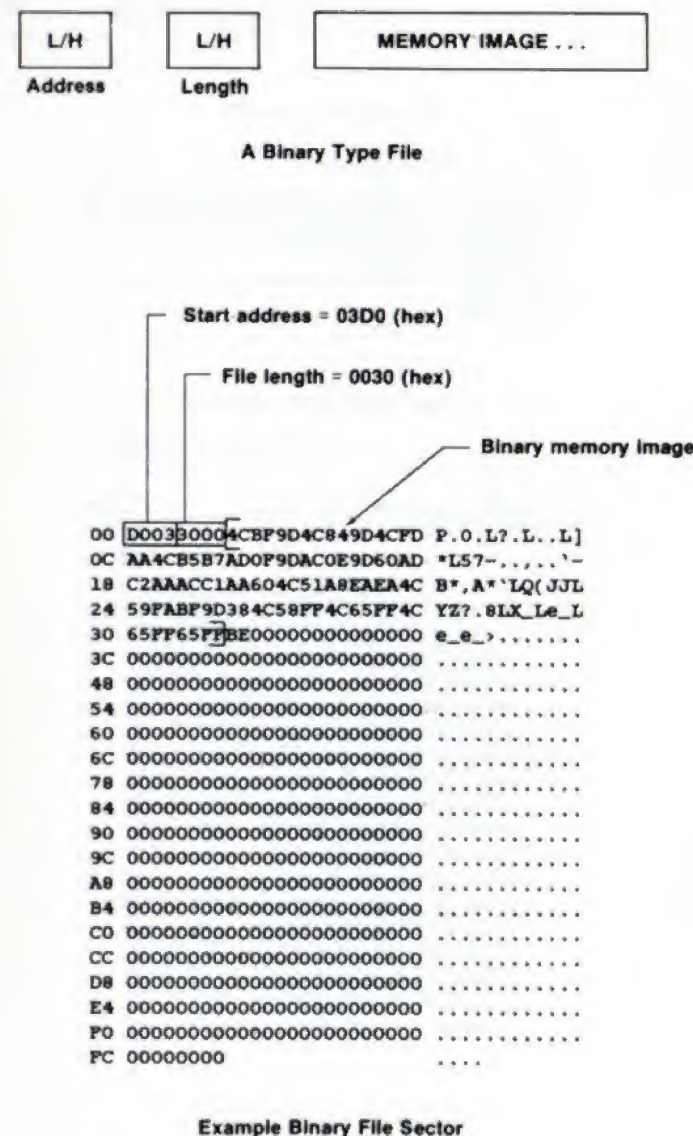 L/H L/H MEMORY IMAGE . . .
Address Length
A Binary Type File
Start address = 03D0 (hex)
File length = 0030 (hex)
Binary memory image
00 D00330004CBF9D4C849D4CFD P.0.L?.L..L]
0C AA4CB5B7AD0F9DAC0E9D60AD *L57-..,..`-
18 C2AAACC1AA604C51A8EAEA4C B*,A*`LQ(JJL
24 59FABF9D384C58FF4C65FF4C YZ?.8LX_Le_L
30 65FF65FFBE00000000000000 e_e_>.......
3C 000000000000000000000000 ............
48 000000000000000000000000 ............
54 000000000000000000000000 ............
60 000000000000000000000000 ............
6C 000000000000000000000000 ............
78 000000000000000000000000 ............
84 000000000000000000000000 ............
90 000000000000000000000000 ............
9C 000000000000000000000000 ............
A8 000000000000000000000000 ............
B4 000000000000000000000000 ............
C0 000000000000000000000000 ............
CC 000000000000000000000000 ............
D8 000000000000000000000000 ............
E4 000000000000000000000000 ............
F0 000000000000000000000000 ............
FC 00000000 ....
Example Binary File Sector